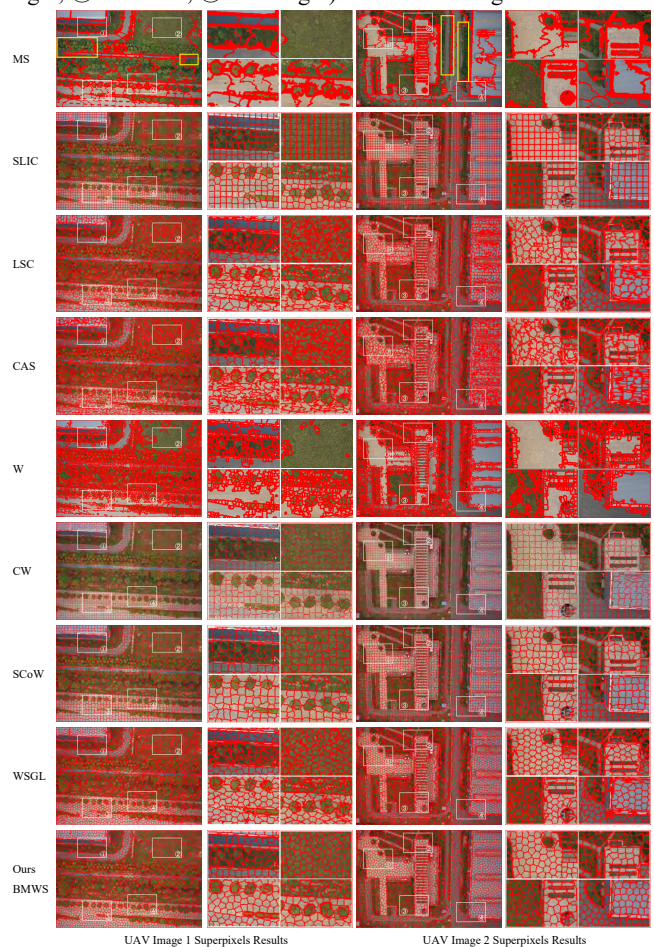 MS
SLIC
LSC
CAS
W
CW
SCoW
WSGL
Ours
BMWS
UAV Image 1 Superpixels Results
UAV Image 2 Superpixels Results